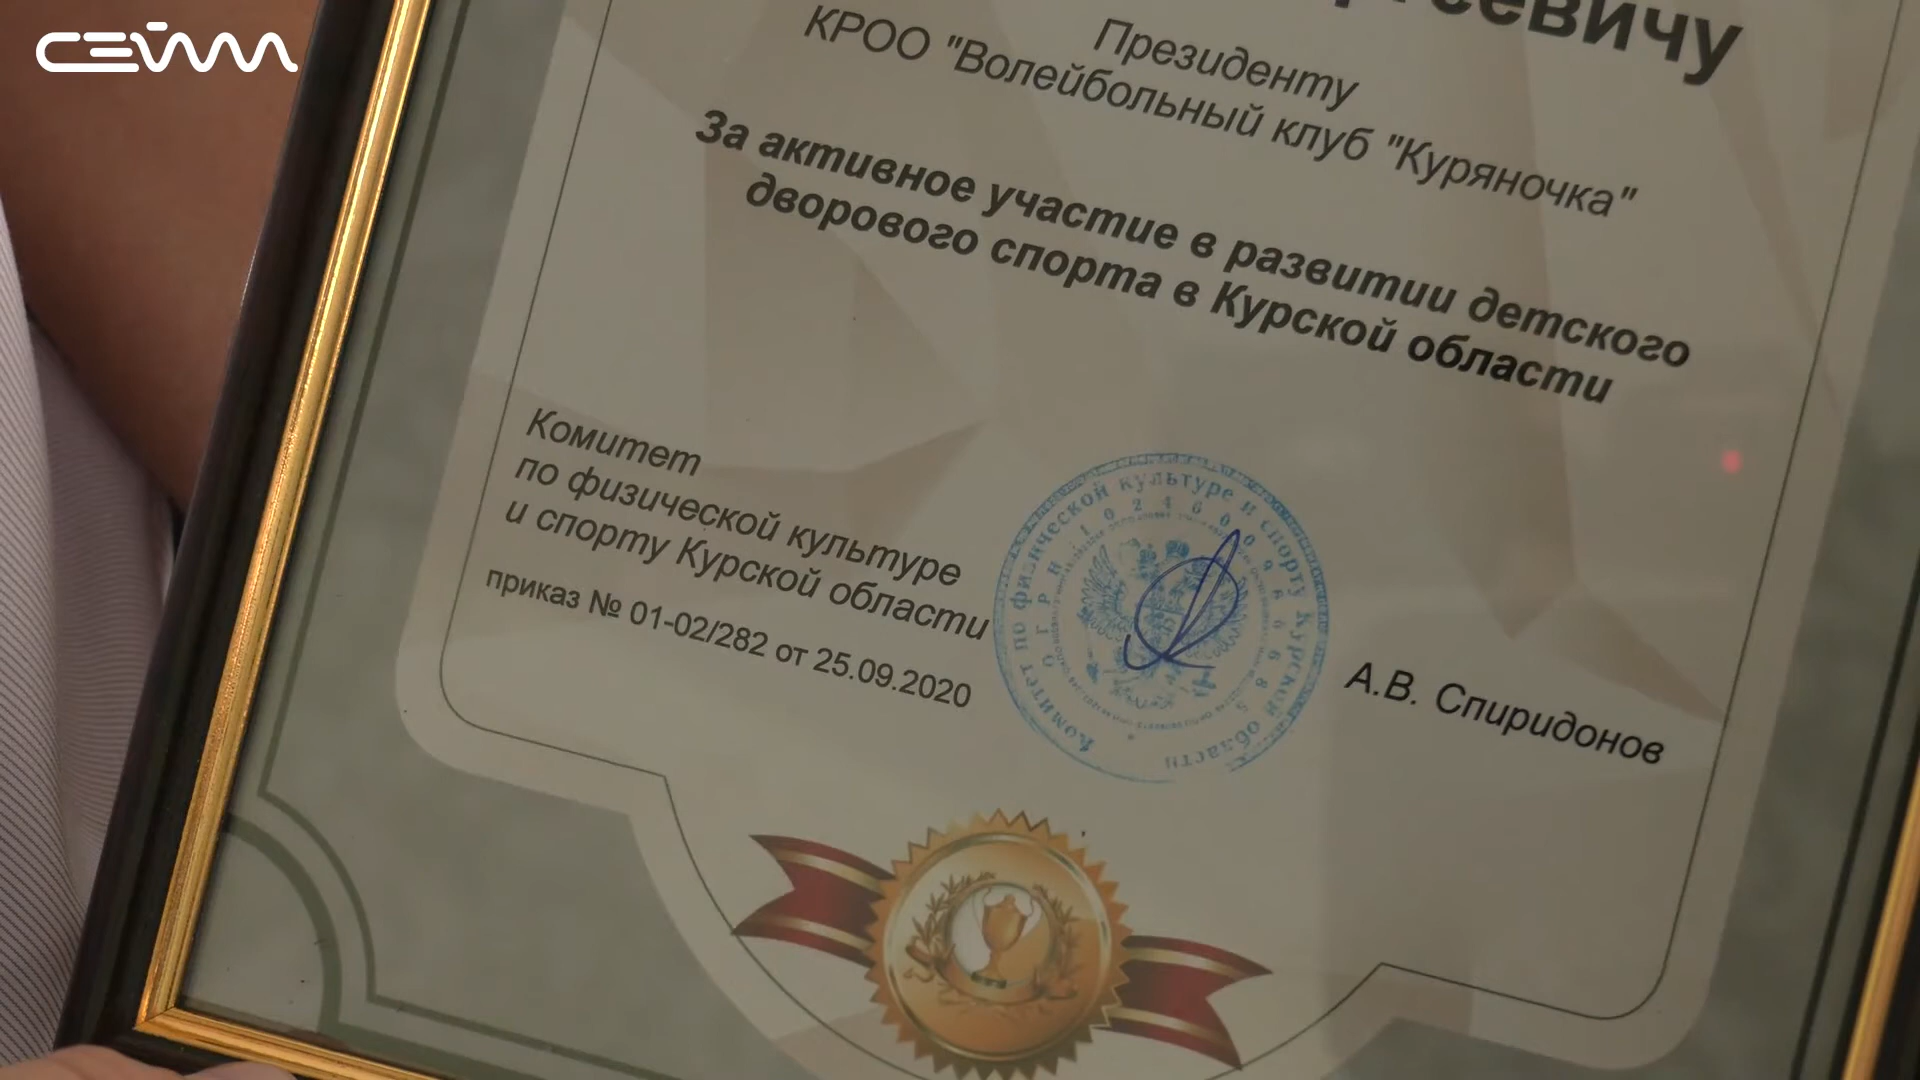 СЕЙМ
Президенту
КРОО "Волейбольный клуб "Куряночка"
За активное участие в развитии детского
дворового спорта в Курской области
Комитет
по физической культуре
и спорту Курской области
приказ № 01-02/282 от 25.09.2020
Комитет по физической культуре и спорту Курской области
А.В. Спиридонов